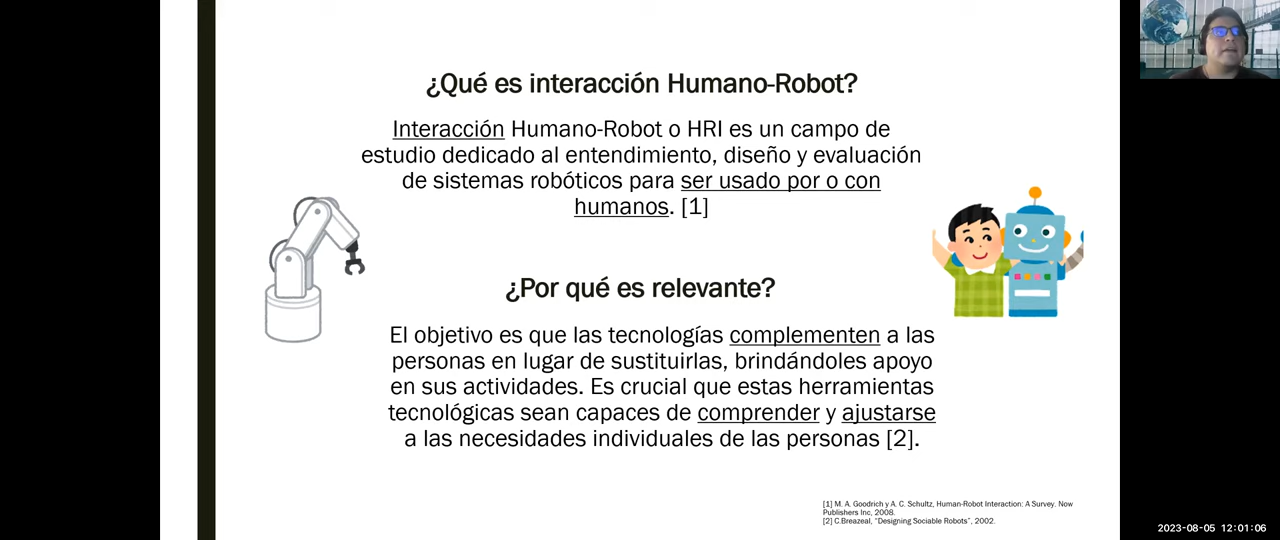 ¿Qué es interacción Humano-Robot?
Interacción Humano-Robot o HRI es un campo de
estudio dedicado al entendimiento, diseño y evaluación
de sistemas robóticos para ser usado por o con
humanos. [1]
¿Por qué es relevante?
El objetivo es que las tecnologías complementen a las
personas en lugar de sustituirlas, brindándoles apoyo
en sus actividades. Es crucial que estas herramientas
tecnológicas sean capaces de comprender y ajustarse
a las necesidades individuales de las personas [2].
[1] M. A. Goodrich y A. C. Schultz, Human-Robot Interaction: A Survey. Now
Publishers Inc, 2008.
[2] C.Breazeal, "Designing Sociable Robots", 2002.
2023-08-05 12:01:06